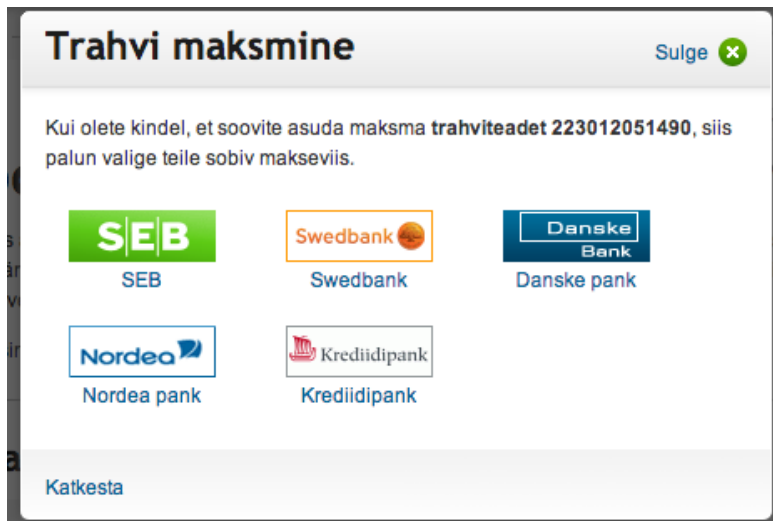 Trahvi maksmine
Sulge
Kui olete kindel, et soovite asuda maksma trahviteadet 223012051490, siis
palun valige teile sobiv makseviis.
S|E|B
Swedbank
Danske
Bank
SEB
Swedbank
Danske pank
Nordea
Krediidipank
Nordea pank
Krediidipank
Katkesta